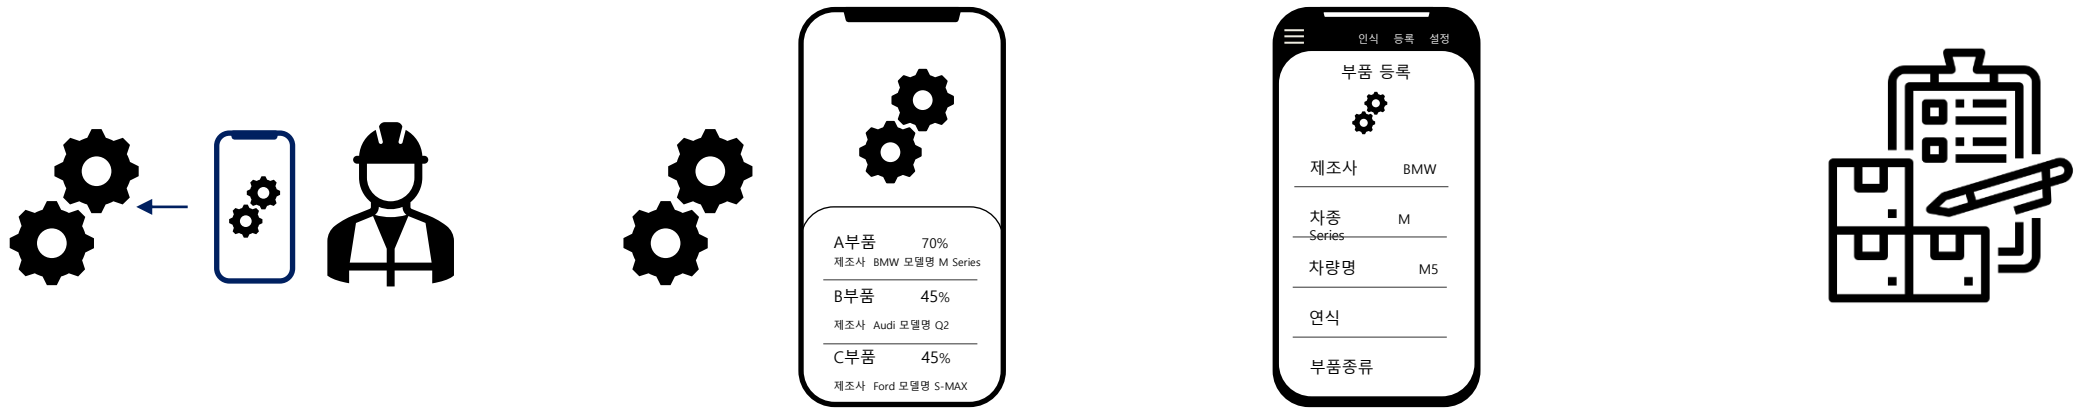 A부품 70%
제조사 BMW 모델명 M Series
B부품 45%
제조사 Audi 모델명 Q2
C부품 45%
제조사 Ford 모델명 S-MAX
인식 등록 설정
부품 등록
제조사 BMW
차종 M
Series
차량명 M5
연식
부품종류